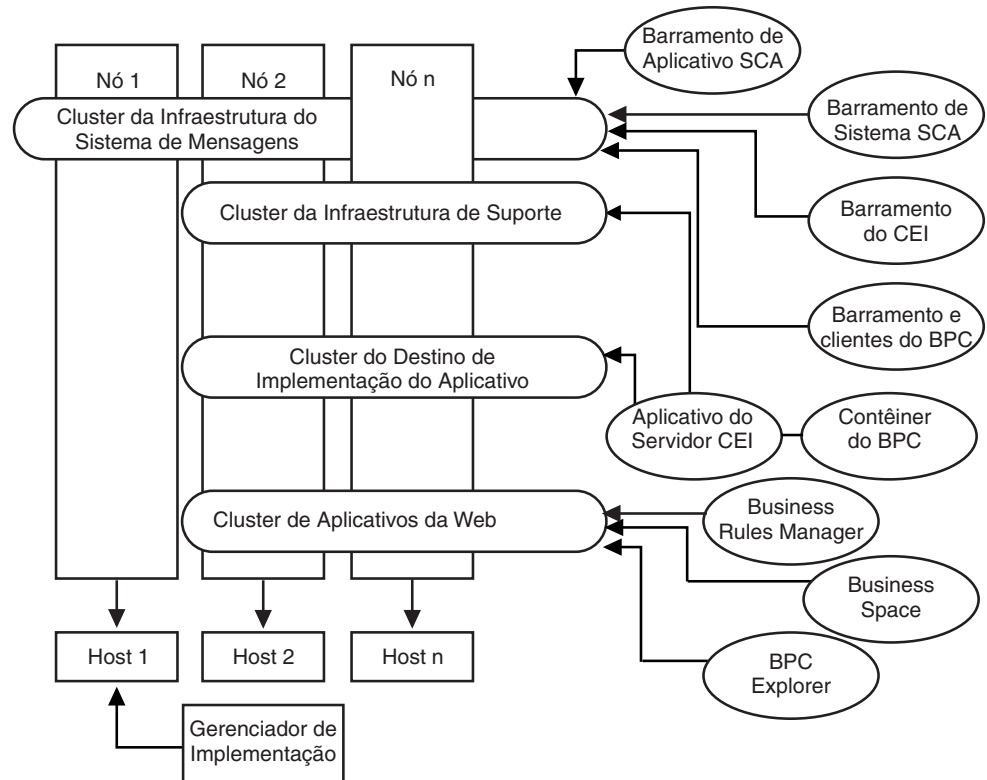 Nó 1
Nó 2
Nó n
Barramento de
Aplicativo SCA
Cluster da Infraestrutura do
Sistema de Mensagens
Barramento de
Sistema SCA
Cluster da Infraestrutura de Suporte
Barramento
do CEI
Barramento e
clientes do BPC
Cluster do Destino de
Implementação do Aplicativo
Aplicativo do
Servidor CEI
Contêiner
do BPC
Cluster de Aplicativos da Web
Business
Rules Manager
Business
Space
BPC
Explorer
Host 1
Host 2
Host n
Gerenciador de
Implementação